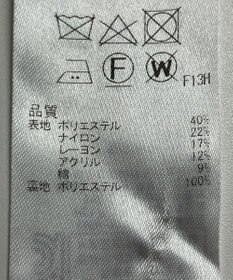 F
W
F13H
品質
表地 ポリエステル 40%
ナイロン 22%
レーヨン 17%
アクリル 12%
綿 9%
裏地 ポリエステル 100%